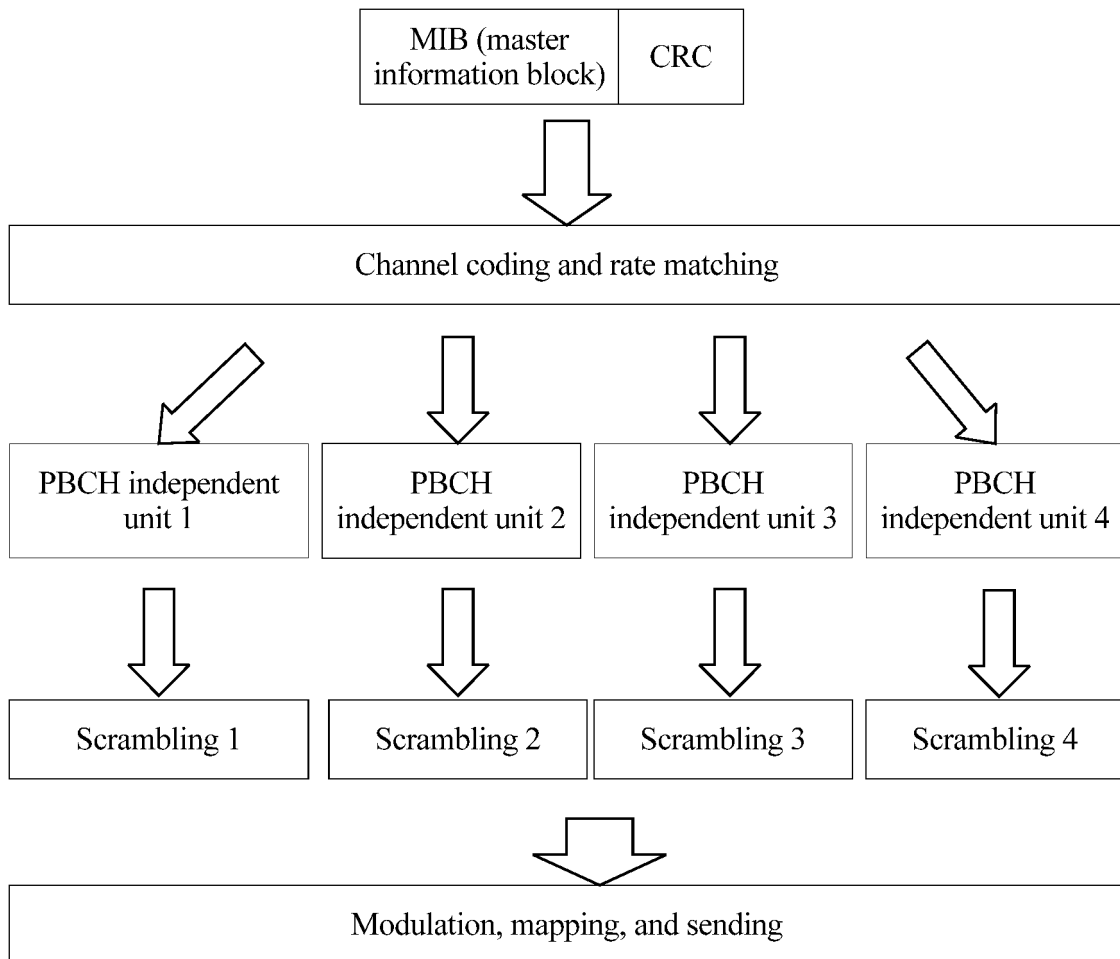 MIB (master
information block)
CRC
Channel coding and rate matching
PBCH independent
unit 1
PBCH
independent unit 2
PBCH
independent unit 3
PBCH
independent unit 4
Scrambling 1
Scrambling 2
Scrambling 3
Scrambling 4
Modulation, mapping, and sending